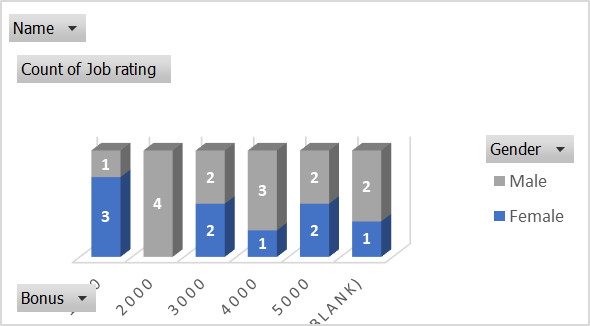 Name
Count of Job rating
Gender
Male
Female
1 4 2 3 2 2
3 2 1 2 1
2000 3000 4000 5000 BLANK)
Bonus